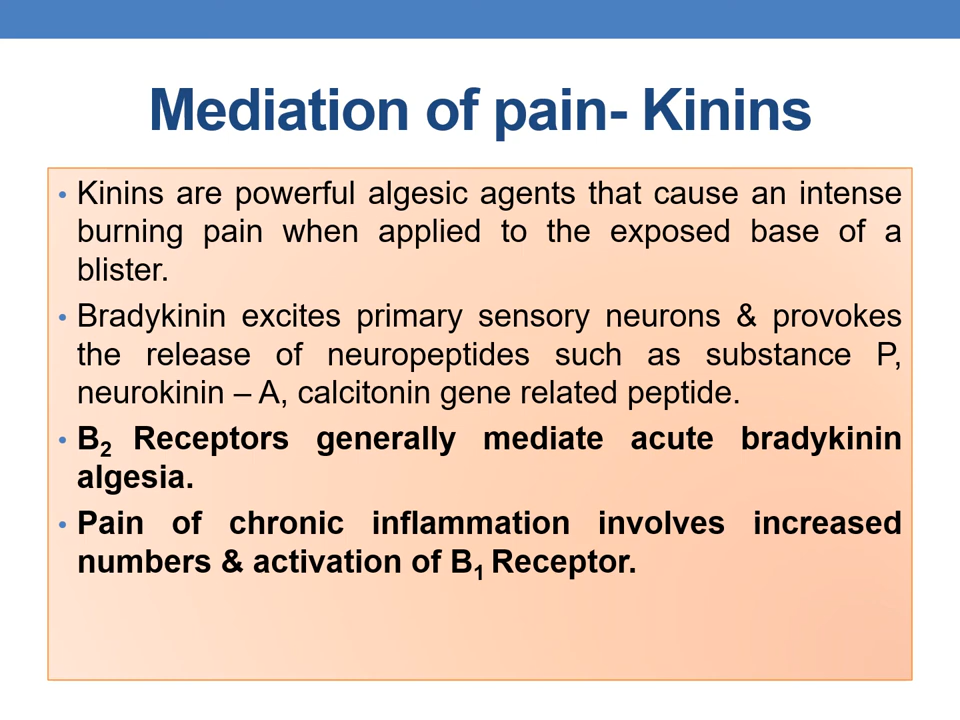 Mediation of pain- Kinins
• Kinins are powerful algesic agents that cause an intense
burning pain when applied to the exposed base of a
blister.
• Bradykinin excites primary sensory neurons & provokes
the release of neuropeptides such as substance P,
neurokinin – A, calcitonin gene related peptide.
• B₂ Receptors generally mediate acute bradykinin
algesia.
• Pain of chronic inflammation involves increased
numbers & activation of B₁ Receptor.